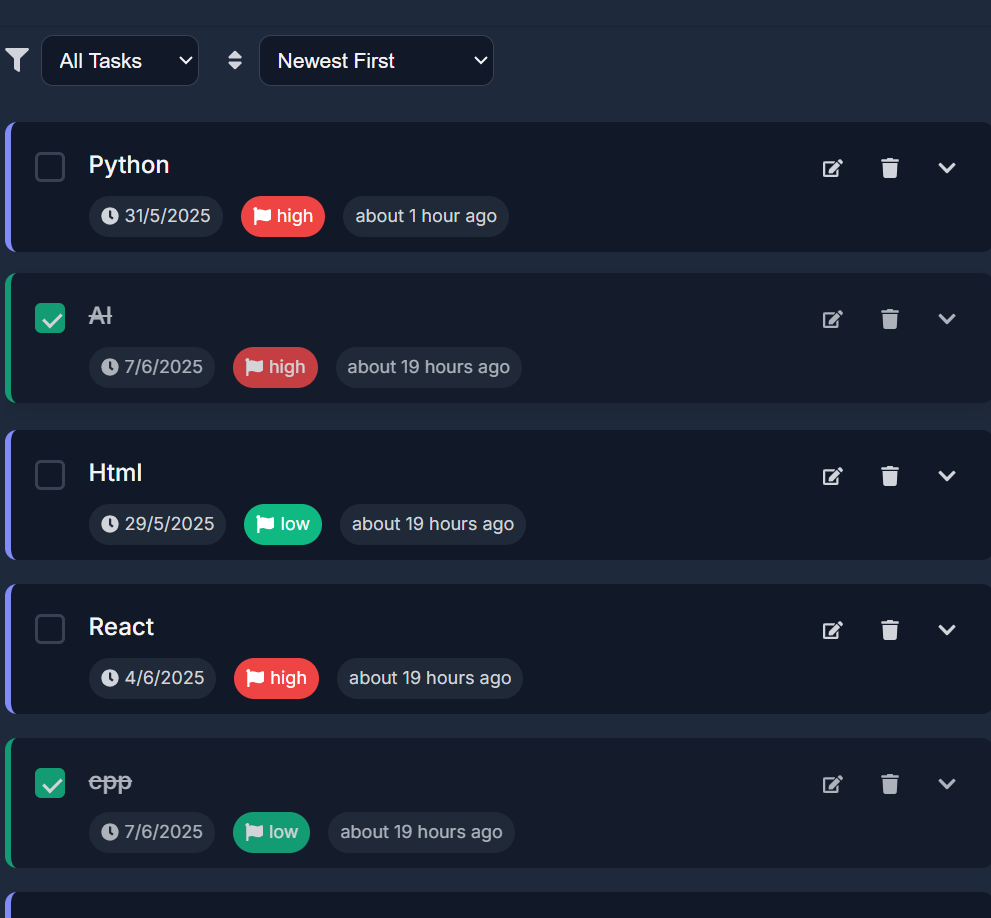 All Tasks Newest First
Python
31/5/2025 high about 1 hour ago
AI
7/6/2025 high about 19 hours ago
Html
29/5/2025 low about 19 hours ago
React
4/6/2025 high about 19 hours ago
cpp
7/6/2025 low about 19 hours ago